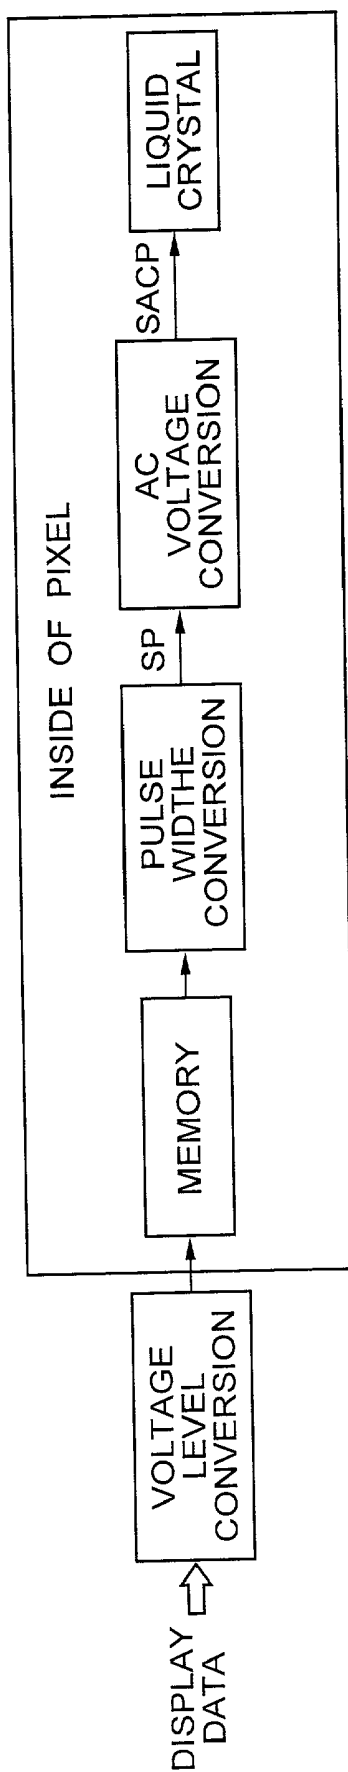 INSIDE OF PIXEL
DISPLAY
DATA
VOLTAGE
LEVEL
CONVERSION
MEMORY
PULSE
WIDTHE
CONVERSION
SP
AC
VOLTAGE
CONVERSION
SACP
LIQUID
CRYSTAL